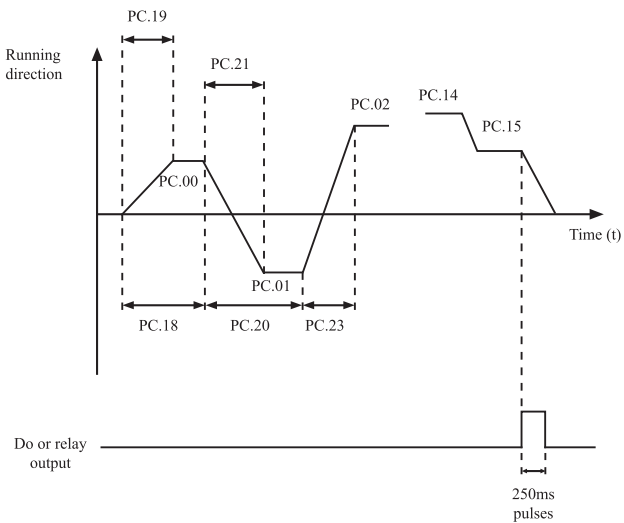 PC.19
Running
direction
PC.21
PC.02
PC.14
PC.15
PC.00
Time (t)
PC.01
PC.18
PC.20
PC.23
Do or relay
output
250ms
pulses